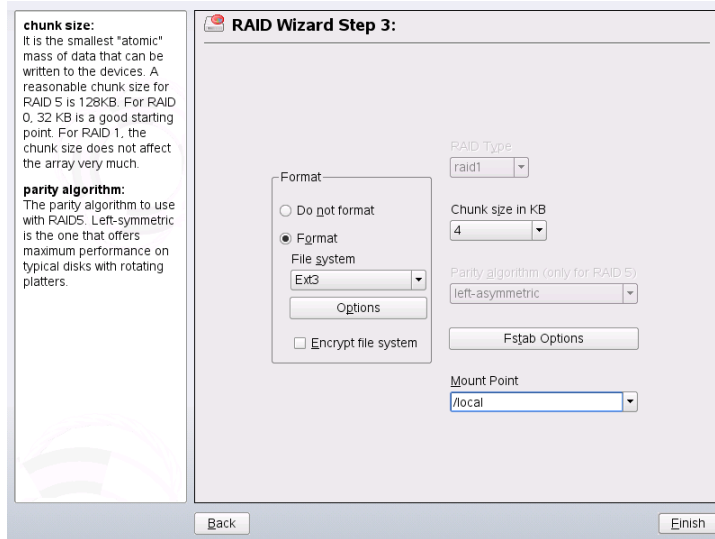 chunk size:
It is the smallest "atomic"
mass of data that can be
written to the devices. A
reasonable chunk size for
RAID 5 is 128KB. For RAID
0, 32 KB is a good starting
point. For RAID 1, the
chunk size does not affect
the array very much.
parity algorithm:
The parity algorithm to use
with RAID5. Left-symmetric
is the one that offers
maximum performance on
typical disks with rotating
platters.
RAID Wizard Step 3:
Format
Do not format
Format
File system
Ext3
Options
Encrypt file system
RAID Type
raid1
Chunk size in KB
4
Parity algorithm (only for RAID 5)
left-asymmetric
Fstab Options
Mount Point
/local
Back
Finish